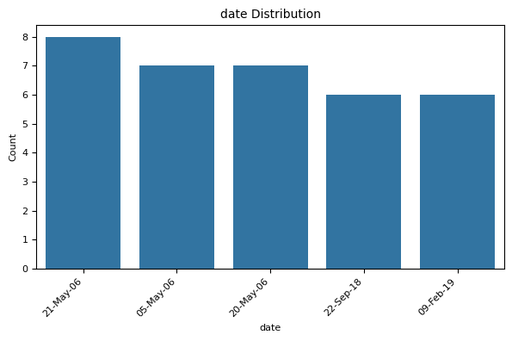 date Distribution
Count
8
7
6
5
4
3
2
1
0
21-May-06
05-May-06
20-May-06
22-Sep-18
09-Feb-19
date